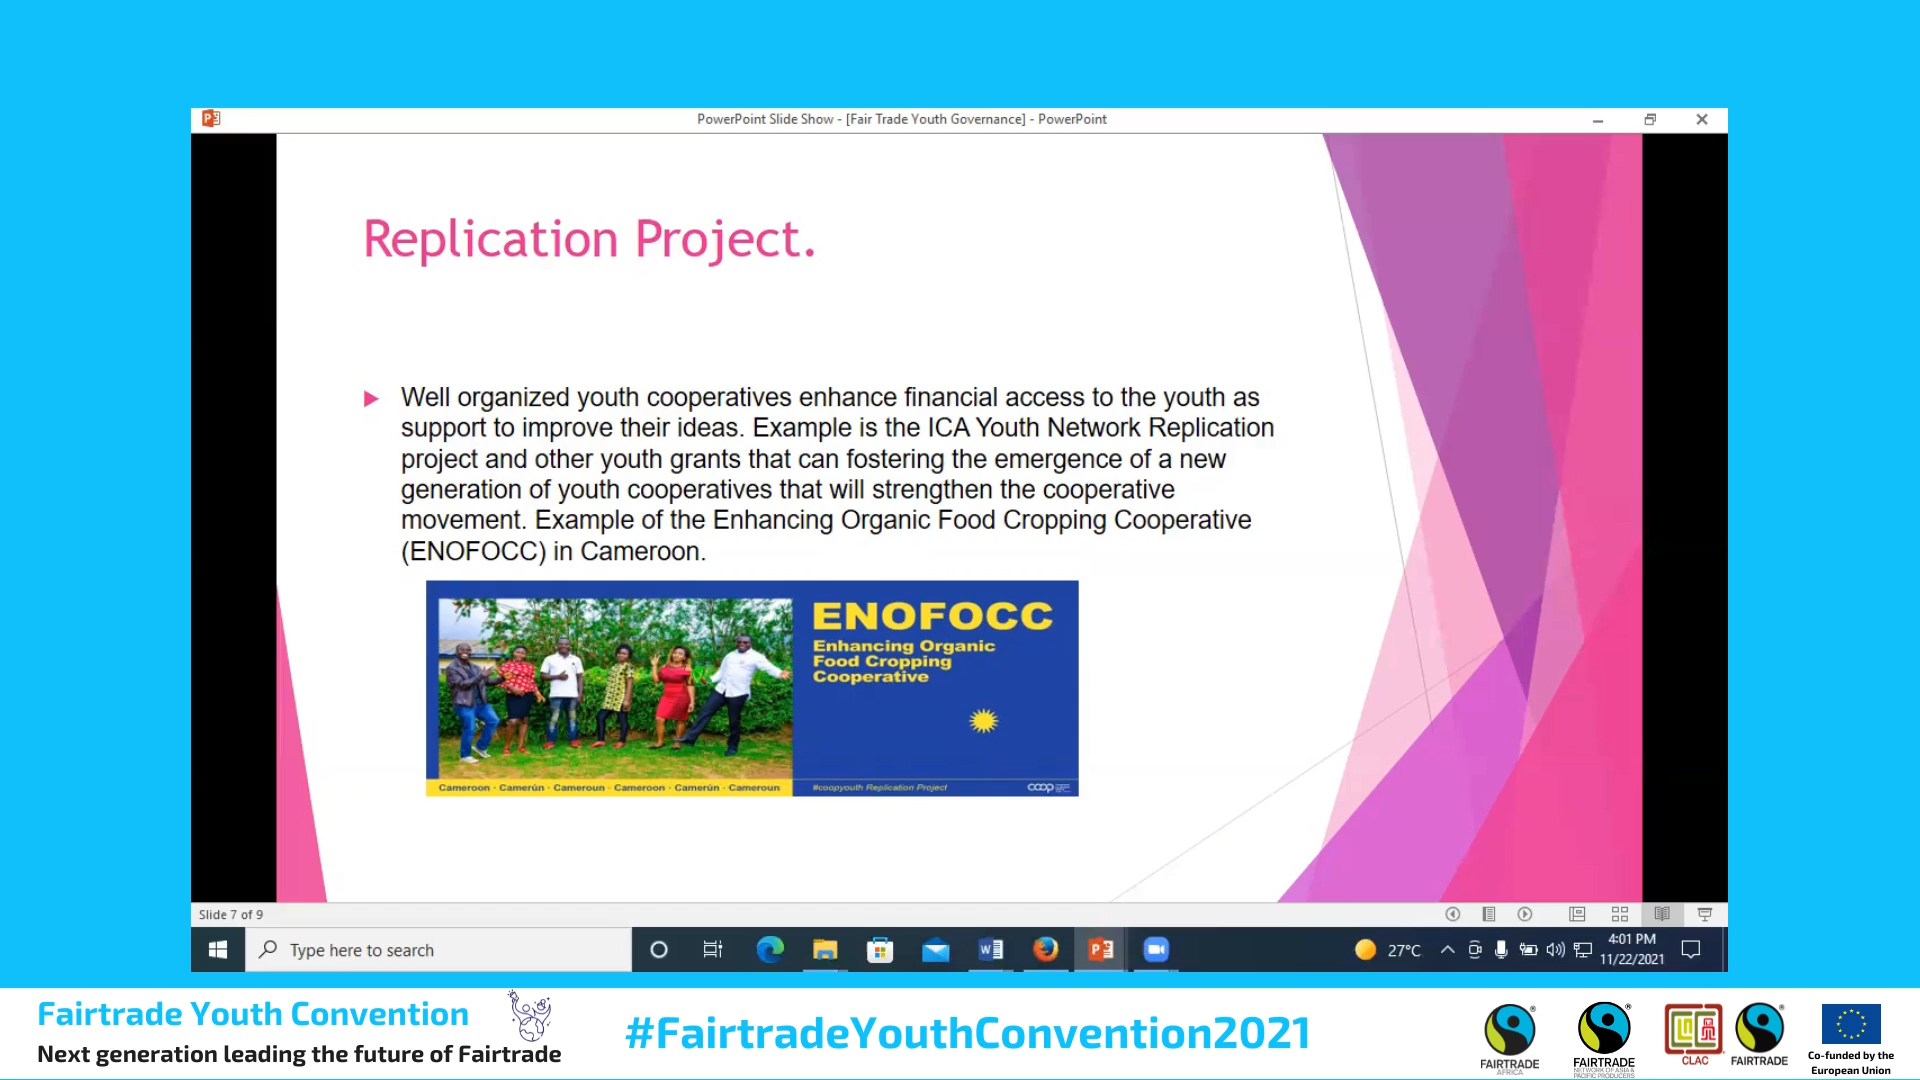 PowerPoint Slide Show - [Fair Trade Youth Governance] - PowerPoint
Replication Project.
Well organized youth cooperatives enhance financial access to the youth as
support to improve their ideas. Example is the ICA Youth Network Replication
project and other youth grants that can fostering the emergence of a new
generation of youth cooperatives that will strengthen the cooperative
movement. Example of the Enhancing Organic Food Cropping Cooperative
(ENOFOCC) in Cameroon.
ENOFOCC
Enhancing Organic
Food Cropping
Cooperative
Cameroon · Camerún · Cameroun · Cameroon · Camerún · Cameroun
#coopyouth Replication Project
coop
Slide 7 of 9
Type here to search
27°C
4:01 PM
11/22/2021
Fairtrade Youth Convention
Next generation leading the future of Fairtrade
#FairtradeYouthConvention2021
FAIRTRADE
AFRICA
FAIRTRADE
NETWORK OF ASIA &
PACIFIC PRODUCERS
CLAC
FAIRTRADE
Co-funded by the
European Union